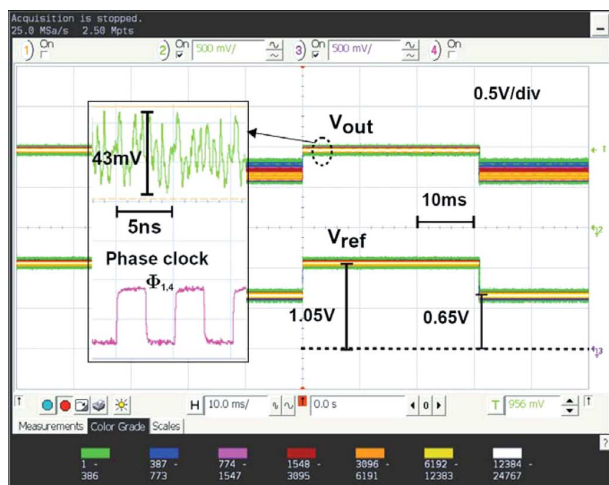 Acquisition is stopped.
25.0 MSa/s 2.50 Mpts
1 On
2 On 500 mV/
3 On 500 mV/
4 On
0.5V/div
Vout
43mV
10ms
5ns
Vref
Phase clock
Φ1,4
1.05V
0.65V
H 10.0 ms/ 0.0 s 0 T 956 mV
Measurements Color Grade Scales
?
1 - 387 - 774 - 1548 - 3096 - 6192 - 12384 -
386 773 1547 3095 6191 12383 24767